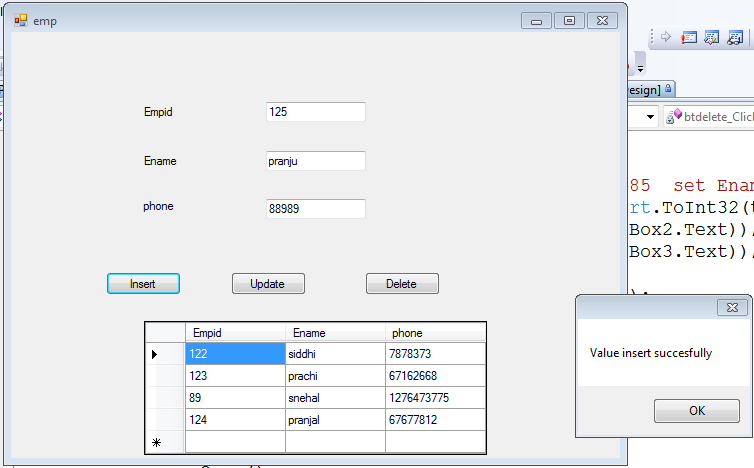 emp
esign]
Empid 125
btdelete_Clic
Ename pranju
85 set Enan
phone 88989
rt.ToInt32(t
Box2.Text))
Box3.Text))
Insert Update Delete
);
Empid Ename phone
122 siddhi 7878373
123 prachi 67162668
89 snehal 1276473775
124 pranjal 67677812
Value insert succesfully
OK